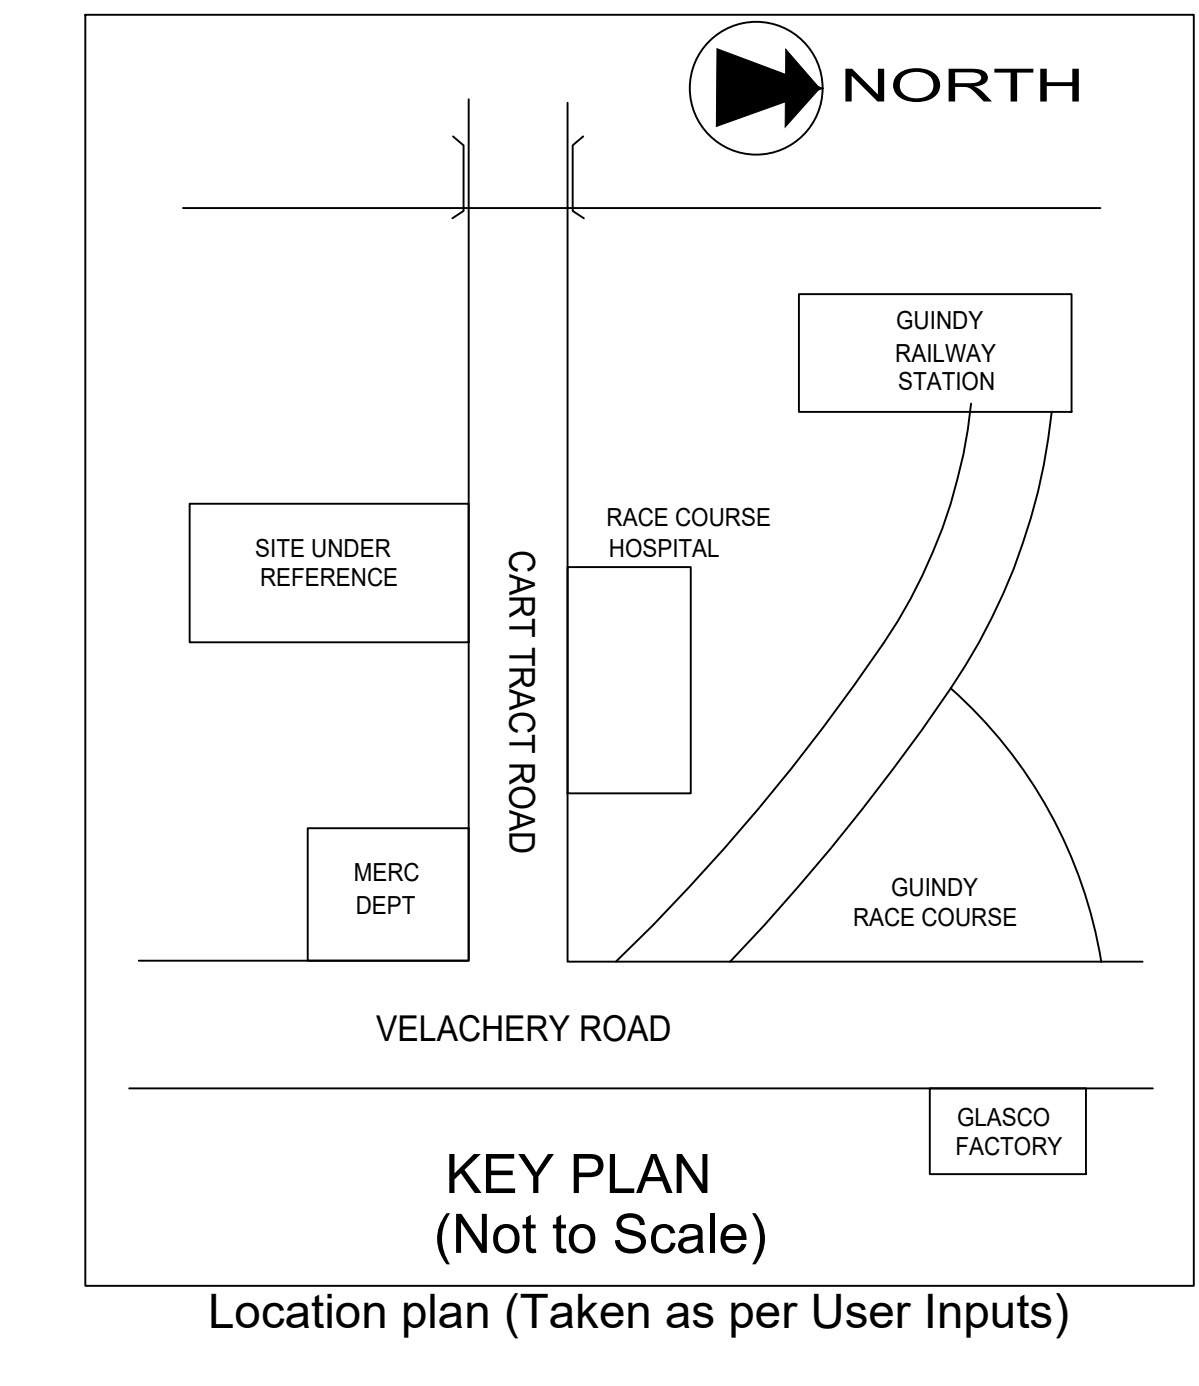 NORTH
GUINDY
RAILWAY
STATION
RACE COURSE
HOSPITAL
SITE UNDER
REFERENCE
CART TRACT ROAD
MERC
DEPT
GUINDY
RACE COURSE
VELACHERY ROAD
GLASCO
FACTORY
KEY PLAN
(Not to Scale)
Location plan (Taken as per User Inputs)